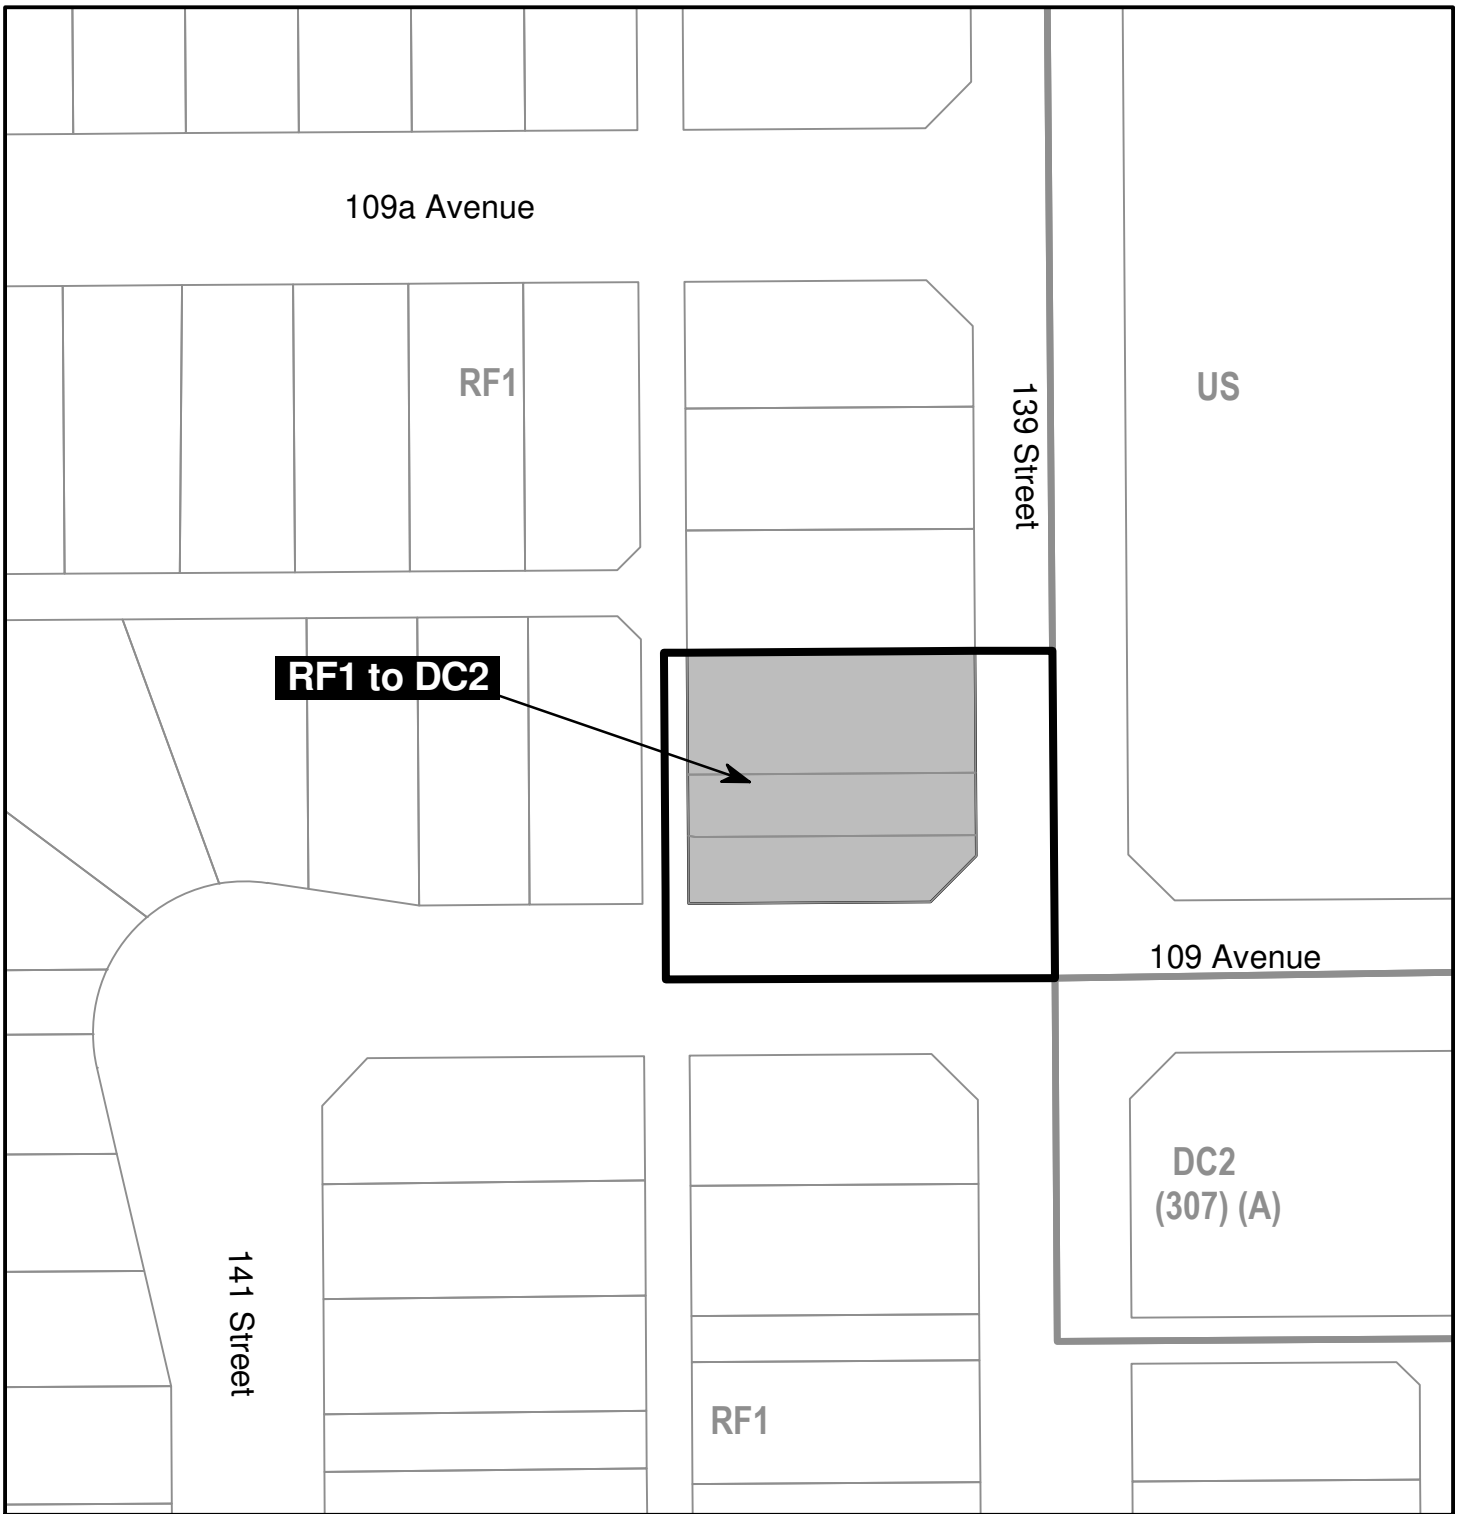 109a Avenue
RF1
US
139 Street
RF1 to DC2
109 Avenue
DC2
(307) (A)
141 Street
RF1